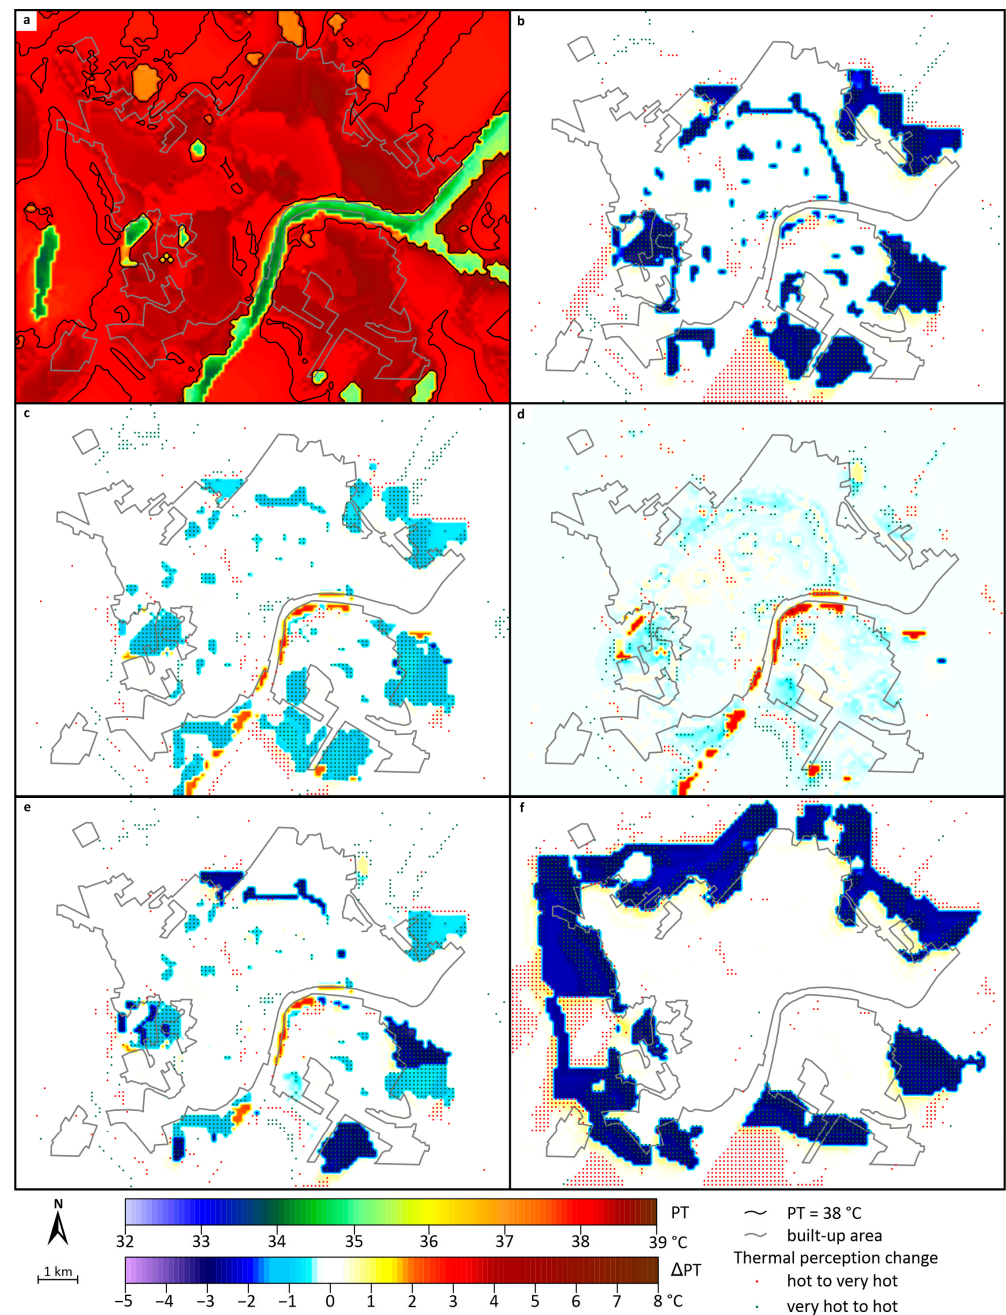 a
b
c
d
e
f
N
1 km
PT
32 33 34 35 36 37 38 39 °C
ΔPT
−5 −4 −3 −2 −1 0 1 2 3 4 5 6 7 8 °C
PT = 38 °C
built-up area
Thermal perception change
hot to very hot
very hot to hot